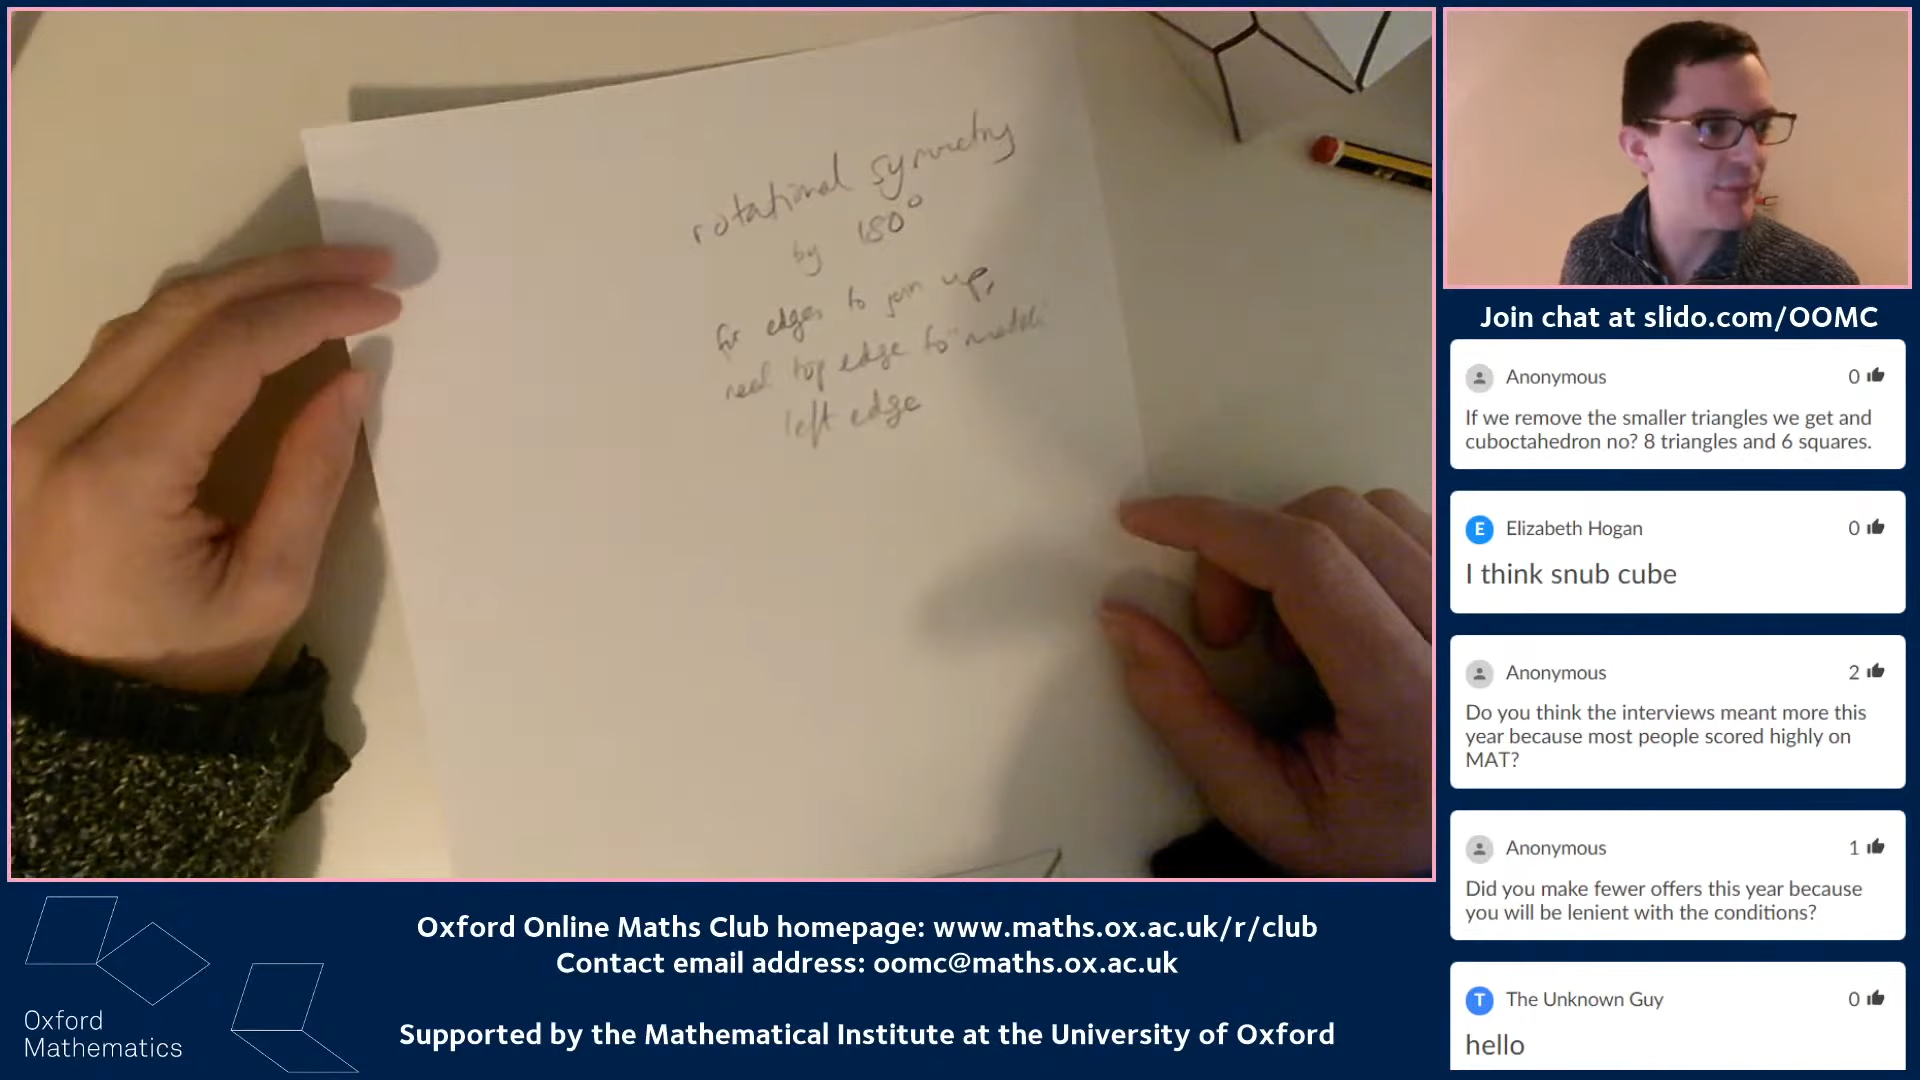 rotational symmetry
by 180°
for edges to join up,
need top edge to "match"
left edge
Join chat at slido.com/OOMC
Anonymous
0
If we remove the smaller triangles we get and
cuboctahedron no? 8 triangles and 6 squares.
E
Elizabeth Hogan
0
I think snub cube
Anonymous
2
Do you think the interviews meant more this
year because most people scored highly on
MAT?
Anonymous
1
Did you make fewer offers this year because
you will be lenient with the conditions?
T
The Unknown Guy
0
hello
Oxford
Mathematics
Oxford Online Maths Club homepage: www.maths.ox.ac.uk/r/club
Contact email address: oomc@maths.ox.ac.uk
Supported by the Mathematical Institute at the University of Oxford